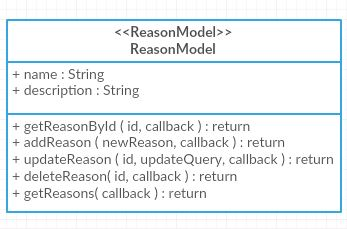 <<ReasonModel>>
ReasonModel
+ name : String
+ description : String
+ getReasonById ( id, callback ) : return
+ addReason ( newReason, callback ) : return
+ updateReason ( id, updateQuery, callback ) : return
+ deleteReason( id, callback ) : return
+ getReasons( callback ) : return